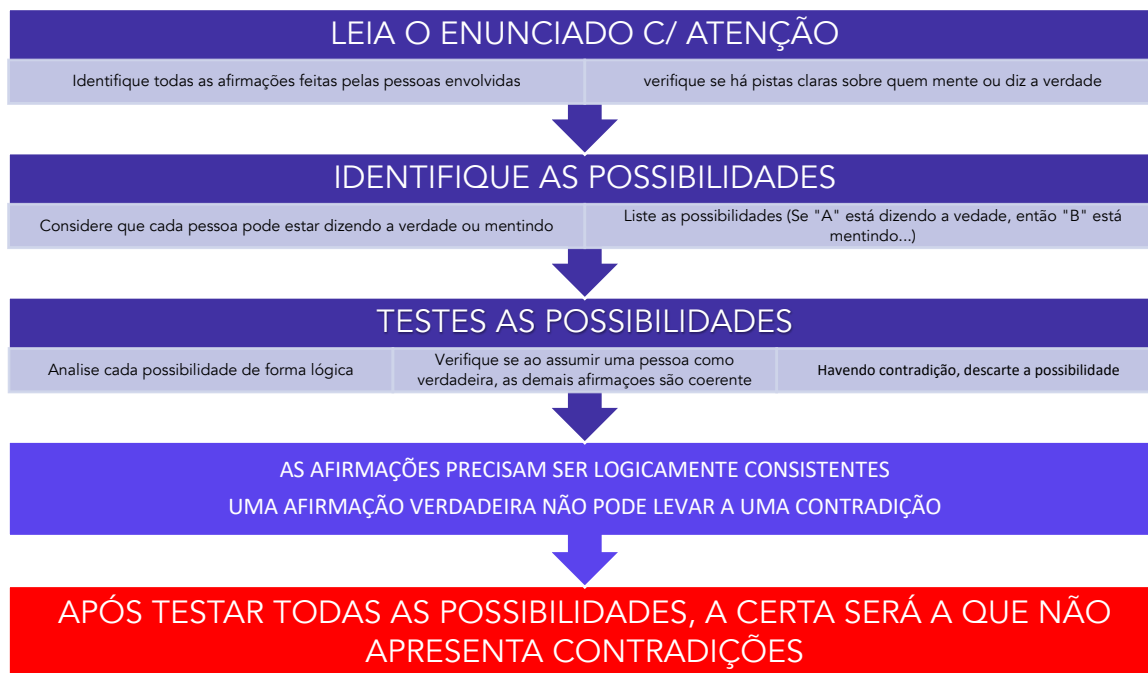 LEIA O ENUNCIADO C/ ATENÇÃO
Identifique todas as afirmações feitas pelas pessoas envolvidas
verifique se há pistas claras sobre quem mente ou diz a verdade
IDENTIFIQUE AS POSSIBILIDADES
Considere que cada pessoa pode estar dizendo a verdade ou mentindo
Liste as possibilidades (Se "A" está dizendo a vedade, então "B" está
mentindo...)
TESTES AS POSSIBILIDADES
Analise cada possibilidade de forma lógica
Verifique se ao assumir uma pessoa como
verdadeira, as demais afirmaçoes são coerente
Havendo contradição, descarte a possibilidade
AS AFIRMAÇÕES PRECISAM SER LOGICAMENTE CONSISTENTES
UMA AFIRMAÇÃO VERDADEIRA NÃO PODE LEVAR A UMA CONTRADIÇÃO
APÓS TESTAR TODAS AS POSSIBILIDADES, A CERTA SERÁ A QUE NÃO
APRESENTA CONTRADIÇÕES